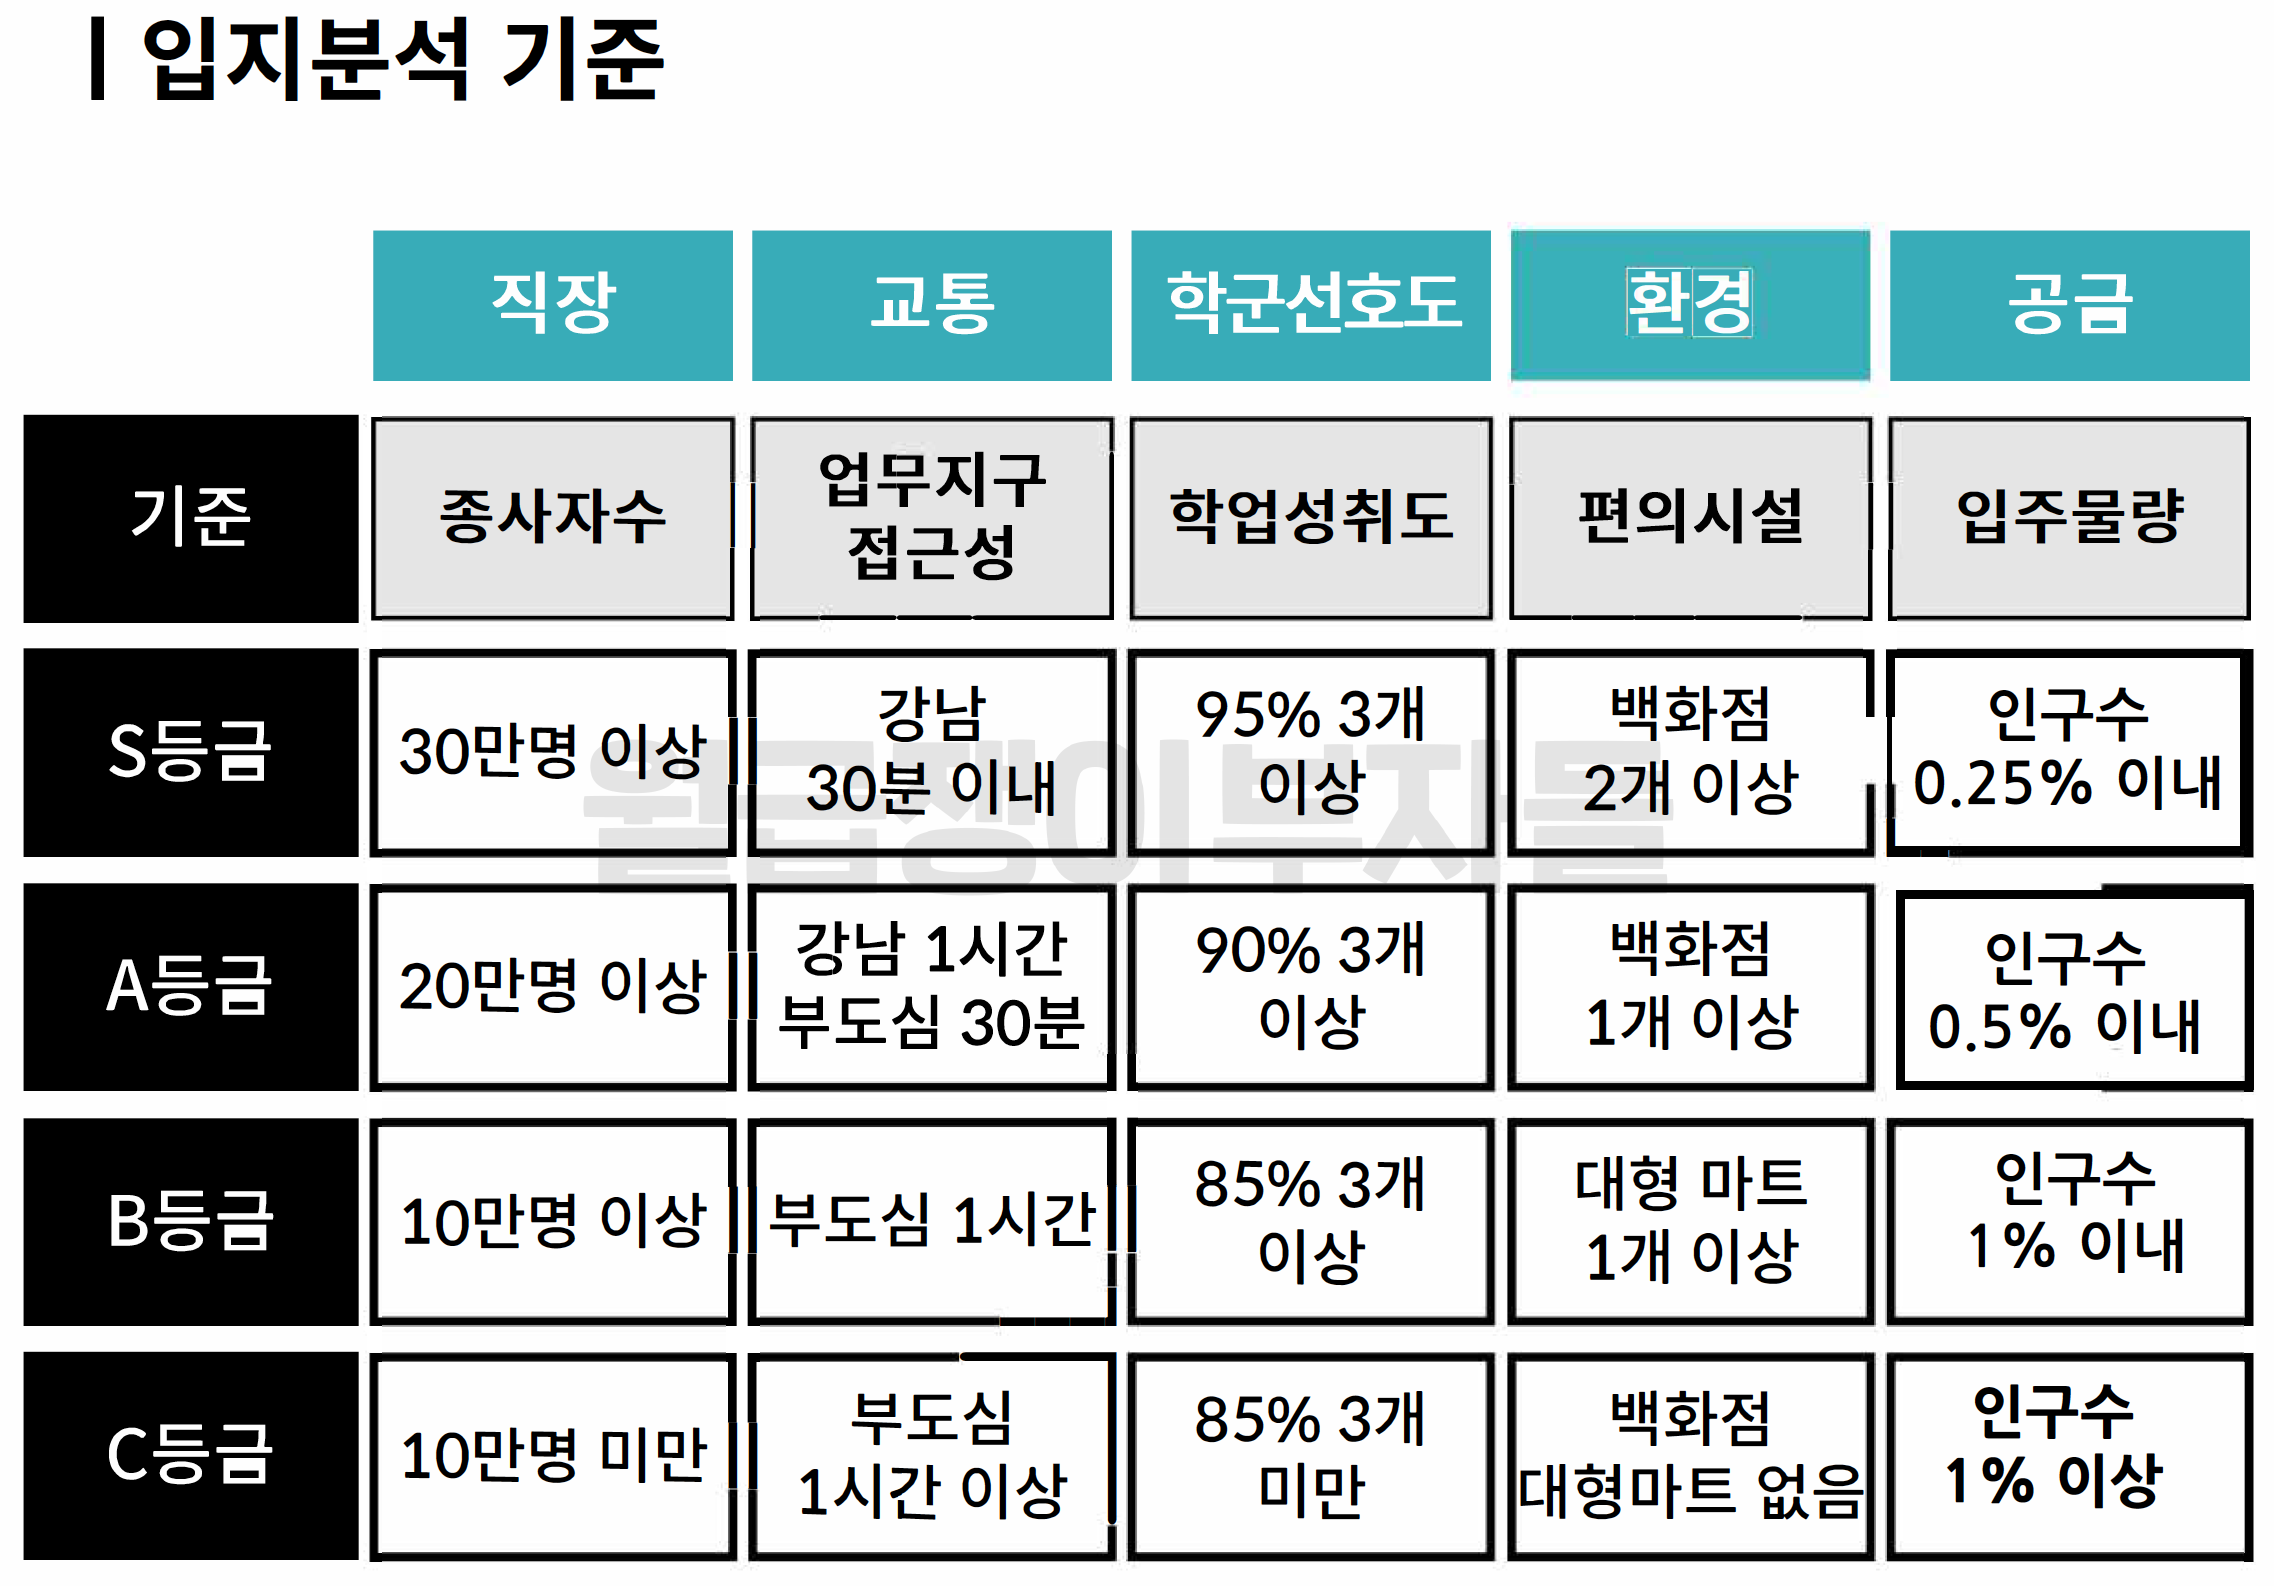 입지분석 기준
직장 교통 학군선호도 환경 공급
기준 종사자수 업무지구 접근성 학업성취도 편의시설 입주물량
S등급 30만명 이상 강남 30분 이내 95% 3개 이상 백화점 2개 이상 인구수 0.25% 이내
월급쟁이부자들
A등급 20만명 이상 강남 1시간 부도심 30분 90% 3개 이상 백화점 1개 이상 인구수 0.5% 이내
B등급 10만명 이상 부도심 1시간 85% 3개 이상 대형 마트 1개 이상 인구수 1% 이내
C등급 10만명 미만 부도심 1시간 이상 85% 3개 미만 백화점 대형마트 없음 인구수 1% 이상